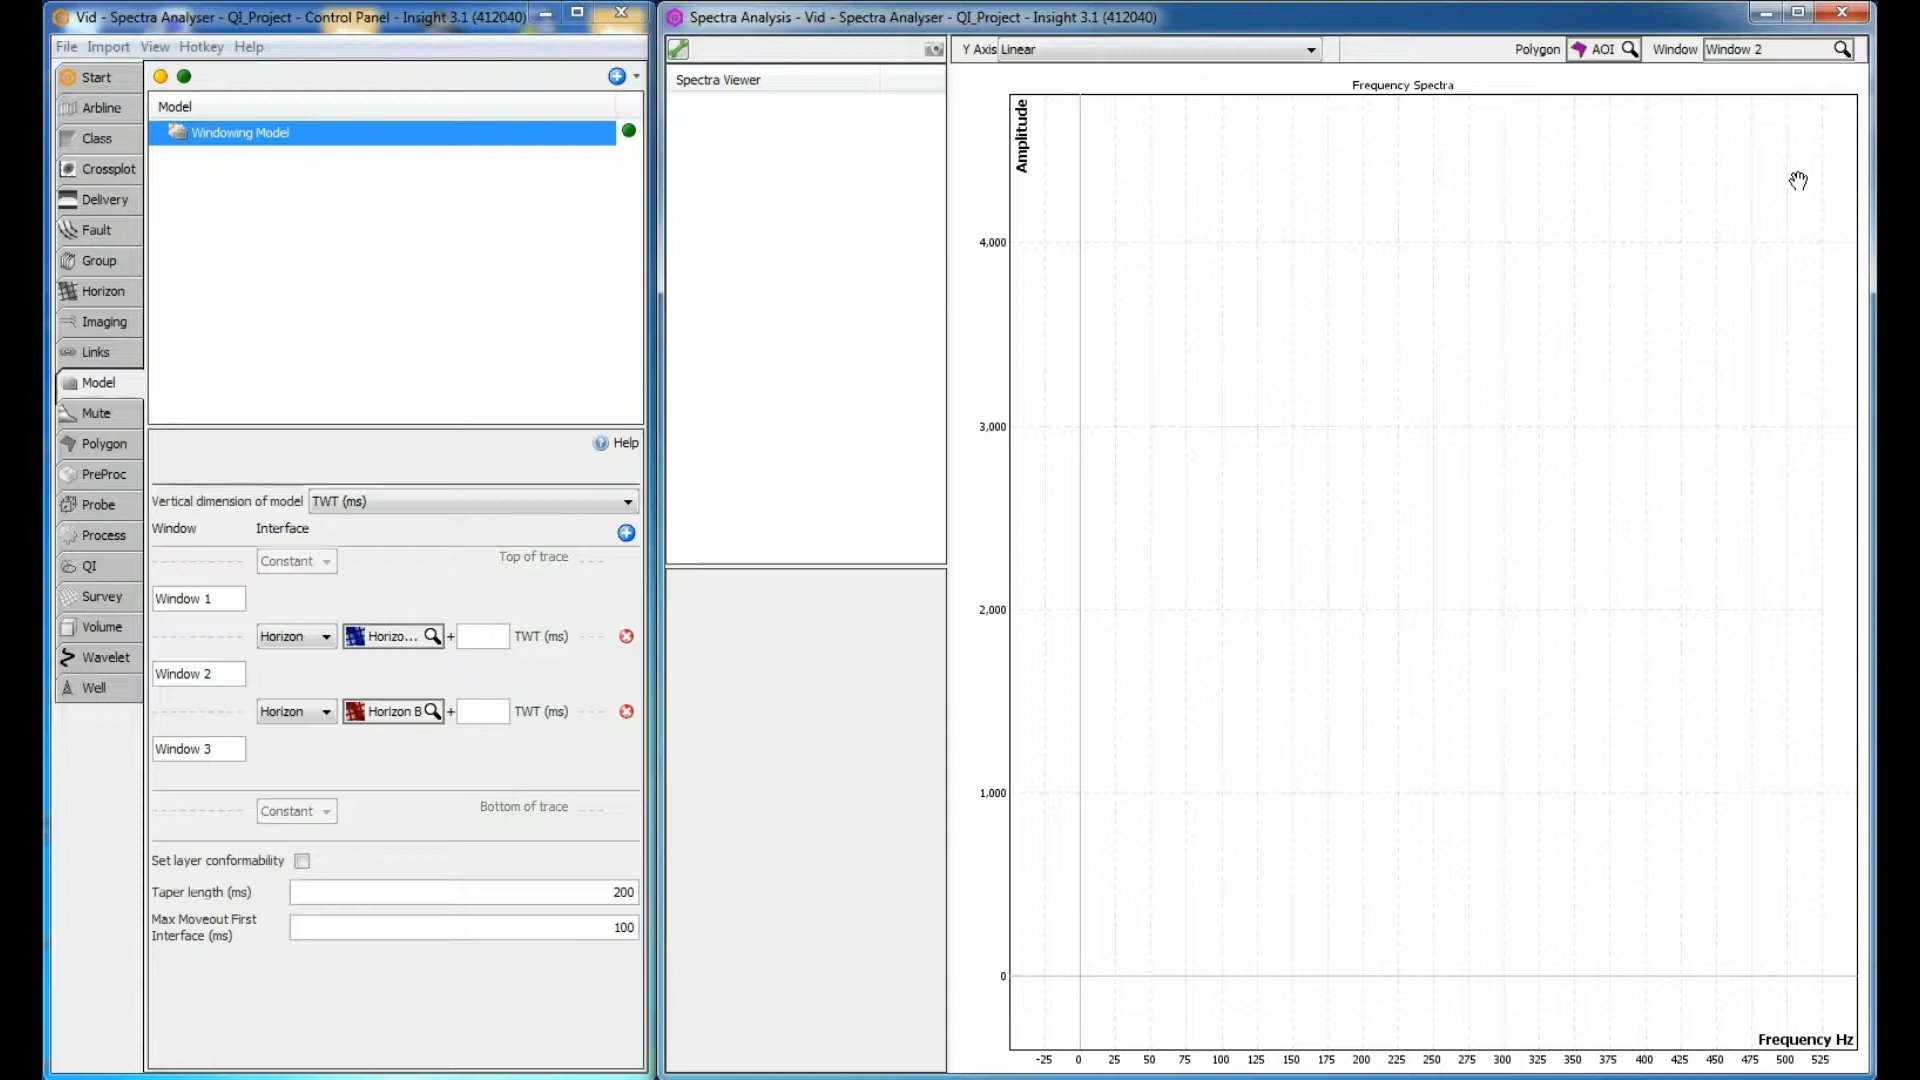 Vid - Spectra Analyser - QI_Project - Control Panel - Insight 3.1 (412040)
File Import View Hotkey Help
Start
Arbline
Class
Crossplot
Delivery
Fault
Group
Horizon
Imaging
Links
Model
Mute
Polygon
PreProc
Probe
Process
QI
Survey
Volume
Wavelet
Well
Model
Windowing Model
Help
Vertical dimension of model TWT (ms)
Window Interface
Constant Top of trace
Window 1
Horizon Horizo... + TWT (ms)
Window 2
Horizon Horizon B + TWT (ms)
Window 3
Constant Bottom of trace
Set layer conformability
Taper length (ms) 200
Max Moveout First
Interface (ms) 100
Spectra Analysis - Vid - Spectra Analyser - QI_Project - Insight 3.1 (412040)
Y Axis Linear Polygon AOI Window Window 2
Spectra Viewer
Frequency Spectra
Amplitude
4,000
3,000
2,000
1,000
0
Frequency Hz
-25 0 25 50 75 100 125 150 175 200 225 250 275 300 325 350 375 400 425 450 475 500 525